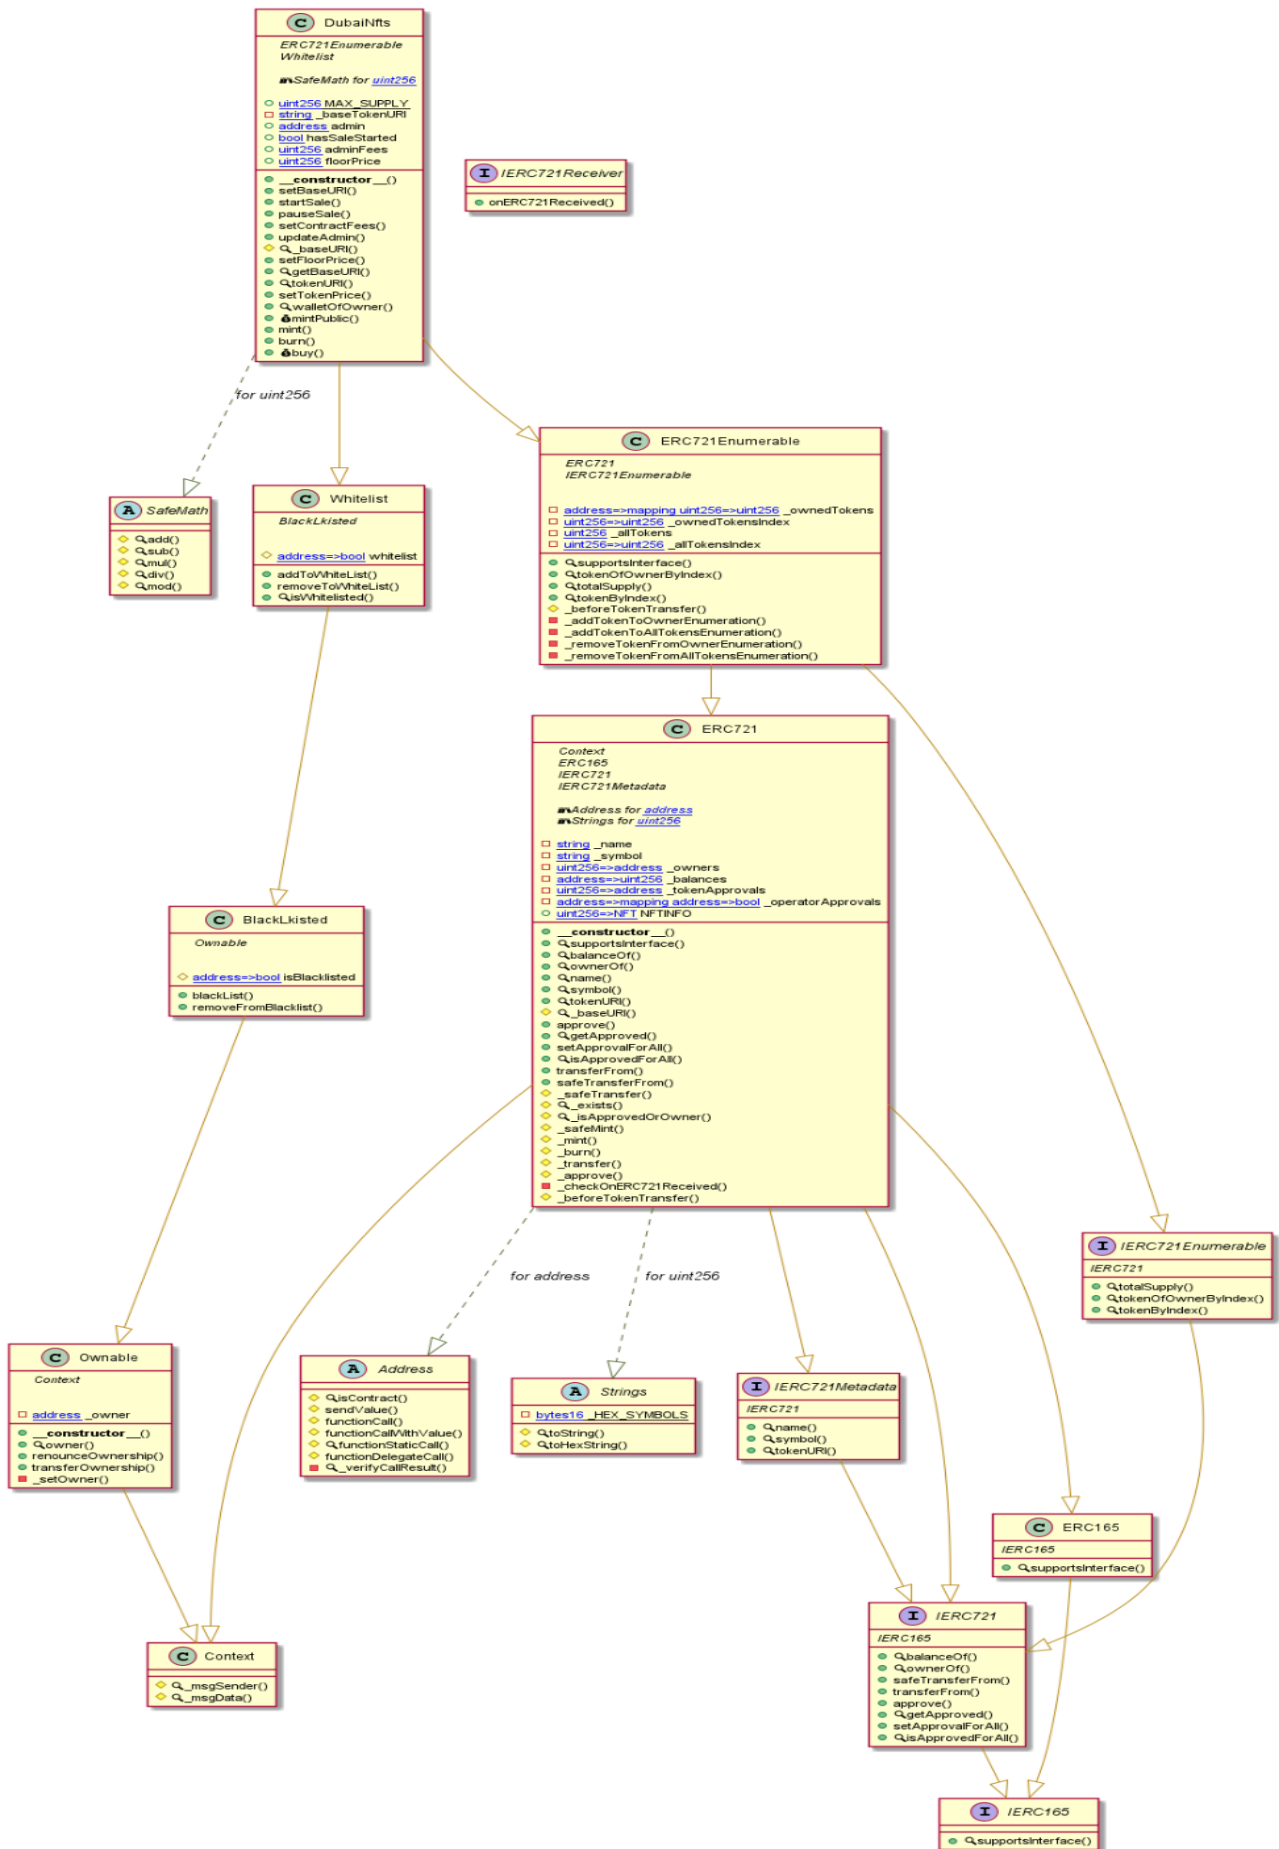 C DubaiNfts
ERC721Enumerable
Whitelist
SafeMath for uint256
uint256 MAX_SUPPLY
string _baseTokenURI
address admin
bool hasSaleStarted
uint256 adminFees
uint256 floorPrice
__constructor__()
setBaseURI()
startSale()
pauseSale()
setContractFees()
updateAdmin()
_baseURI()
setFloorPrice()
getBaseURI()
tokenURI()
setTokenPrice()
walletOfOwner()
mintPublic()
mint()
burn()
buy()
I IERC721Receiver
onERC721Received()
for uint256
A SafeMath
add()
sub()
mul()
div()
mod()
C Whitelist
BlackLkisted
address=>bool whitelist
addToWhiteList()
removeToWhiteList()
isWhitelisted()
C ERC721Enumerable
ERC721
IERC721Enumerable
address=>mapping uint256=>uint256 _ownedTokens
uint256=>uint256 _ownedTokensIndex
uint256 _allTokens
uint256=>uint256 _allTokensIndex
supportsInterface()
tokenOfOwnerByIndex()
totalSupply()
tokenByIndex()
_beforeTokenTransfer()
_addTokenToOwnerEnumeration()
_addTokenToAllTokensEnumeration()
_removeTokenFromOwnerEnumeration()
_removeTokenFromAllTokensEnumeration()
C ERC721
Context
ERC165
IERC721
IERC721Metadata
Address for address
Strings for uint256
string _name
string _symbol
uint256=>address _owners
address=>uint256 _balances
uint256=>address _tokenApprovals
address=>mapping address=>bool _operatorApprovals
uint256=>NFT NFTINFO
__constructor__()
supportsInterface()
balanceOf()
ownerOf()
name()
symbol()
tokenURI()
_baseURI()
approve()
getApproved()
setApprovalForAll()
isApprovedForAll()
transferFrom()
safeTransferFrom()
_safeTransfer()
_exists()
_isApprovedOrOwner()
_safeMint()
_mint()
_burn()
_transfer()
_approve()
_checkOnERC721Received()
_beforeTokenTransfer()
C BlackLkisted
Ownable
address=>bool isBlacklisted
blackList()
removeFromBlacklist()
for address
for uint256
I IERC721Enumerable
IERC721
totalSupply()
tokenOfOwnerByIndex()
tokenByIndex()
C Ownable
Context
address _owner
__constructor__()
owner()
renounceOwnership()
transferOwnership()
_setOwner()
A Address
isContract()
sendValue()
functionCall()
functionCallWithValue()
functionStaticCall()
functionDelegateCall()
_verifyCallResult()
A Strings
bytes16 _HEX_SYMBOLS
toString()
toHexString()
I IERC721Metadata
IERC721
name()
symbol()
tokenURI()
C ERC165
IERC165
supportsInterface()
I IERC721
IERC165
balanceOf()
ownerOf()
safeTransferFrom()
transferFrom()
approve()
getApproved()
setApprovalForAll()
isApprovedForAll()
C Context
_msgSender()
_msgData()
I IERC165
supportsInterface()